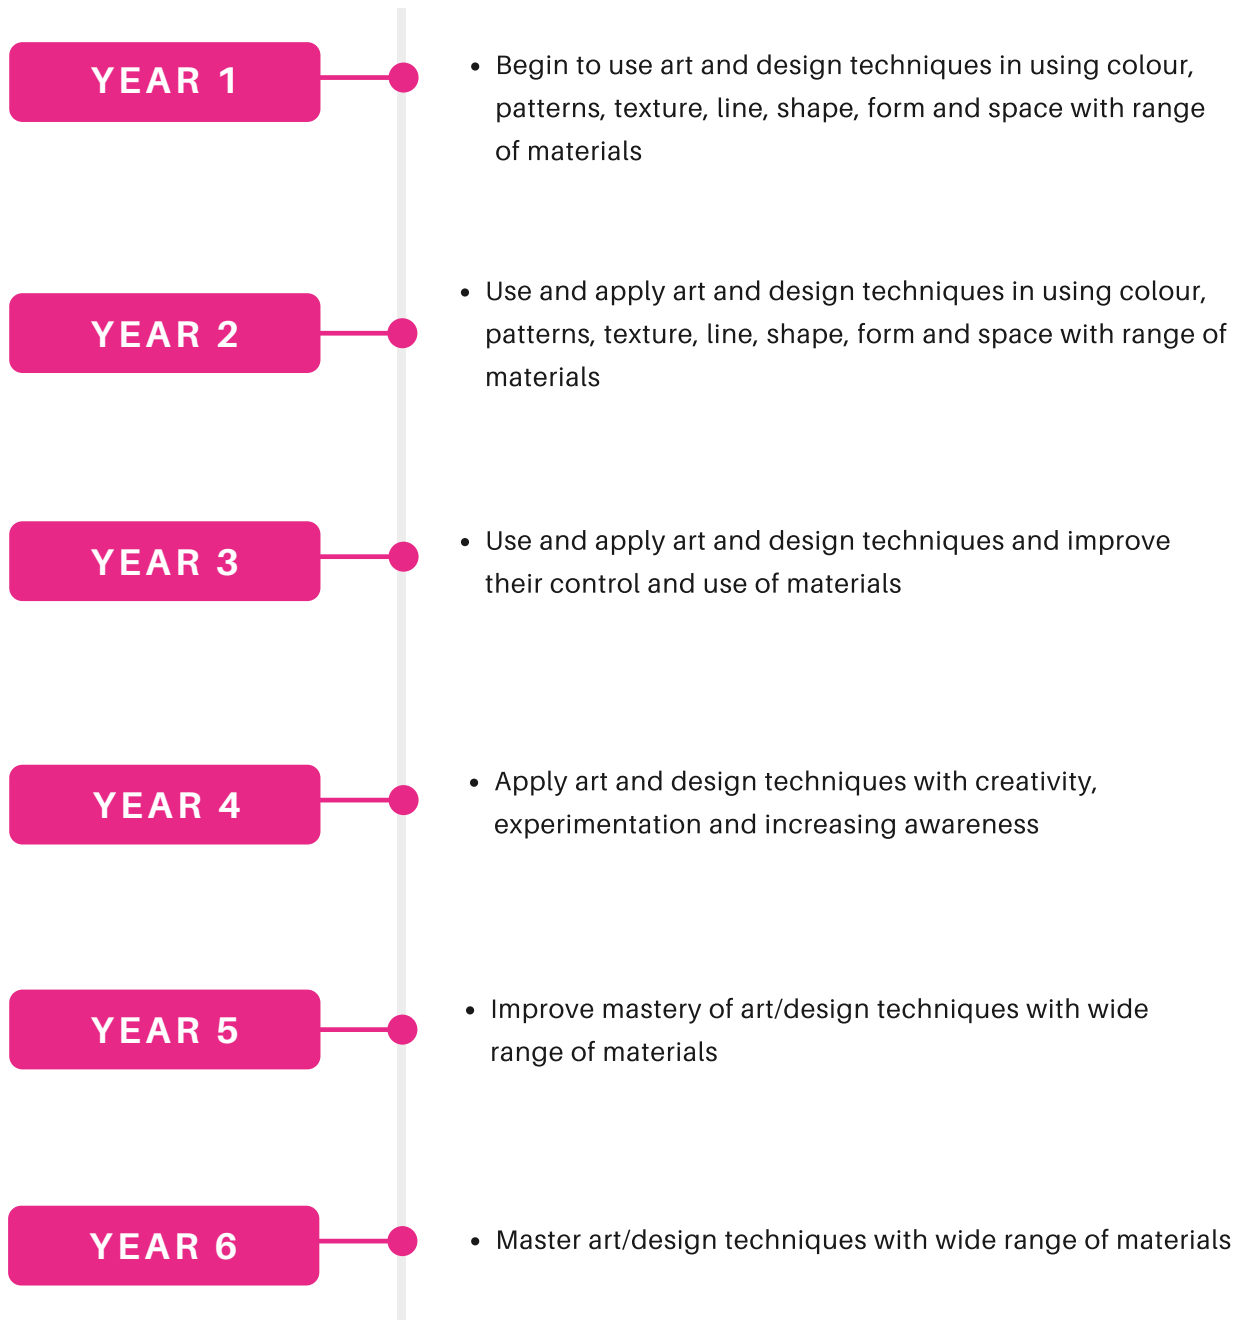 YEAR 1
• Begin to use art and design techniques in using colour,
patterns, texture, line, shape, form and space with range
of materials
YEAR 2
• Use and apply art and design techniques in using colour,
patterns, texture, line, shape, form and space with range of
materials
YEAR 3
• Use and apply art and design techniques and improve
their control and use of materials
YEAR 4
• Apply art and design techniques with creativity,
experimentation and increasing awareness
YEAR 5
• Improve mastery of art/design techniques with wide
range of materials
YEAR 6
• Master art/design techniques with wide range of materials